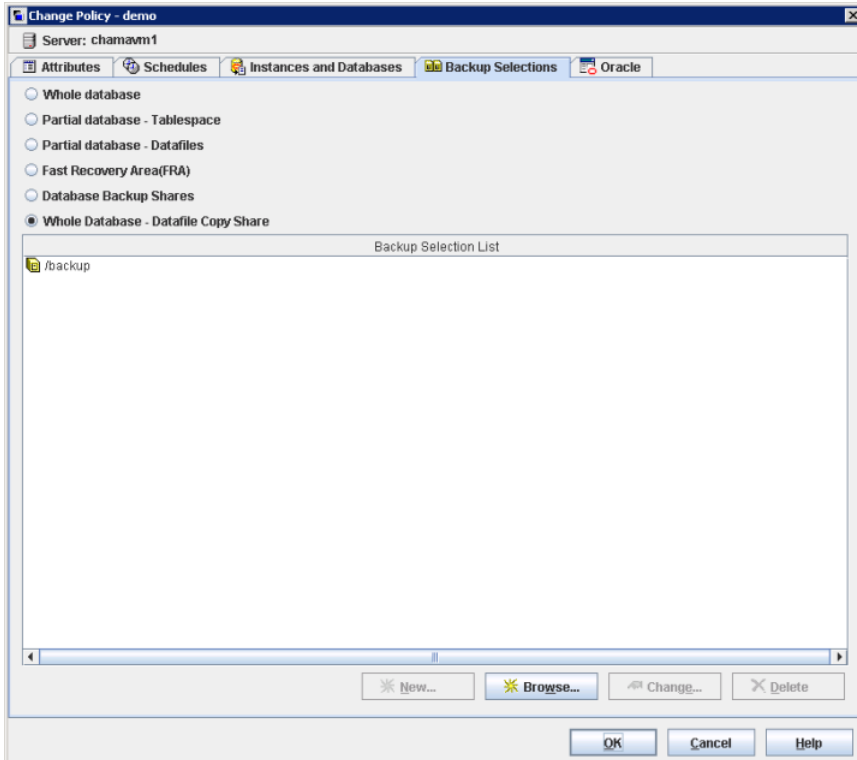 Change Policy - demo
Server: chamavm1
Attributes Schedules Instances and Databases Backup Selections Oracle
Whole database
Partial database - Tablespace
Partial database - Datafiles
Fast Recovery Area(FRA)
Database Backup Shares
Whole Database - Datafile Copy Share
Backup Selection List
/backup
New... Browse... Change... Delete
OK Cancel Help